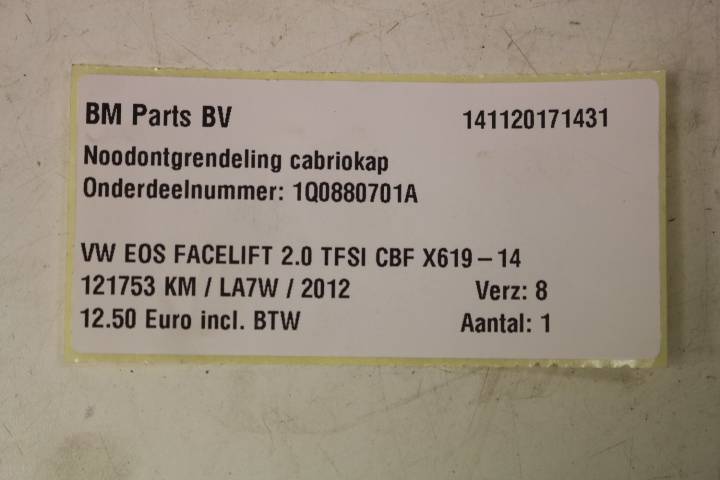 BM Parts BV 141120171431
Noodontgrendeling cabriokap
Onderdeelnummer: 1Q0880701A
VW EOS FACELIFT 2.0 TFSI CBF X619-14
121753 KM / LA7W / 2012 Verz: 8
12.50 Euro incl. BTW Aantal: 1